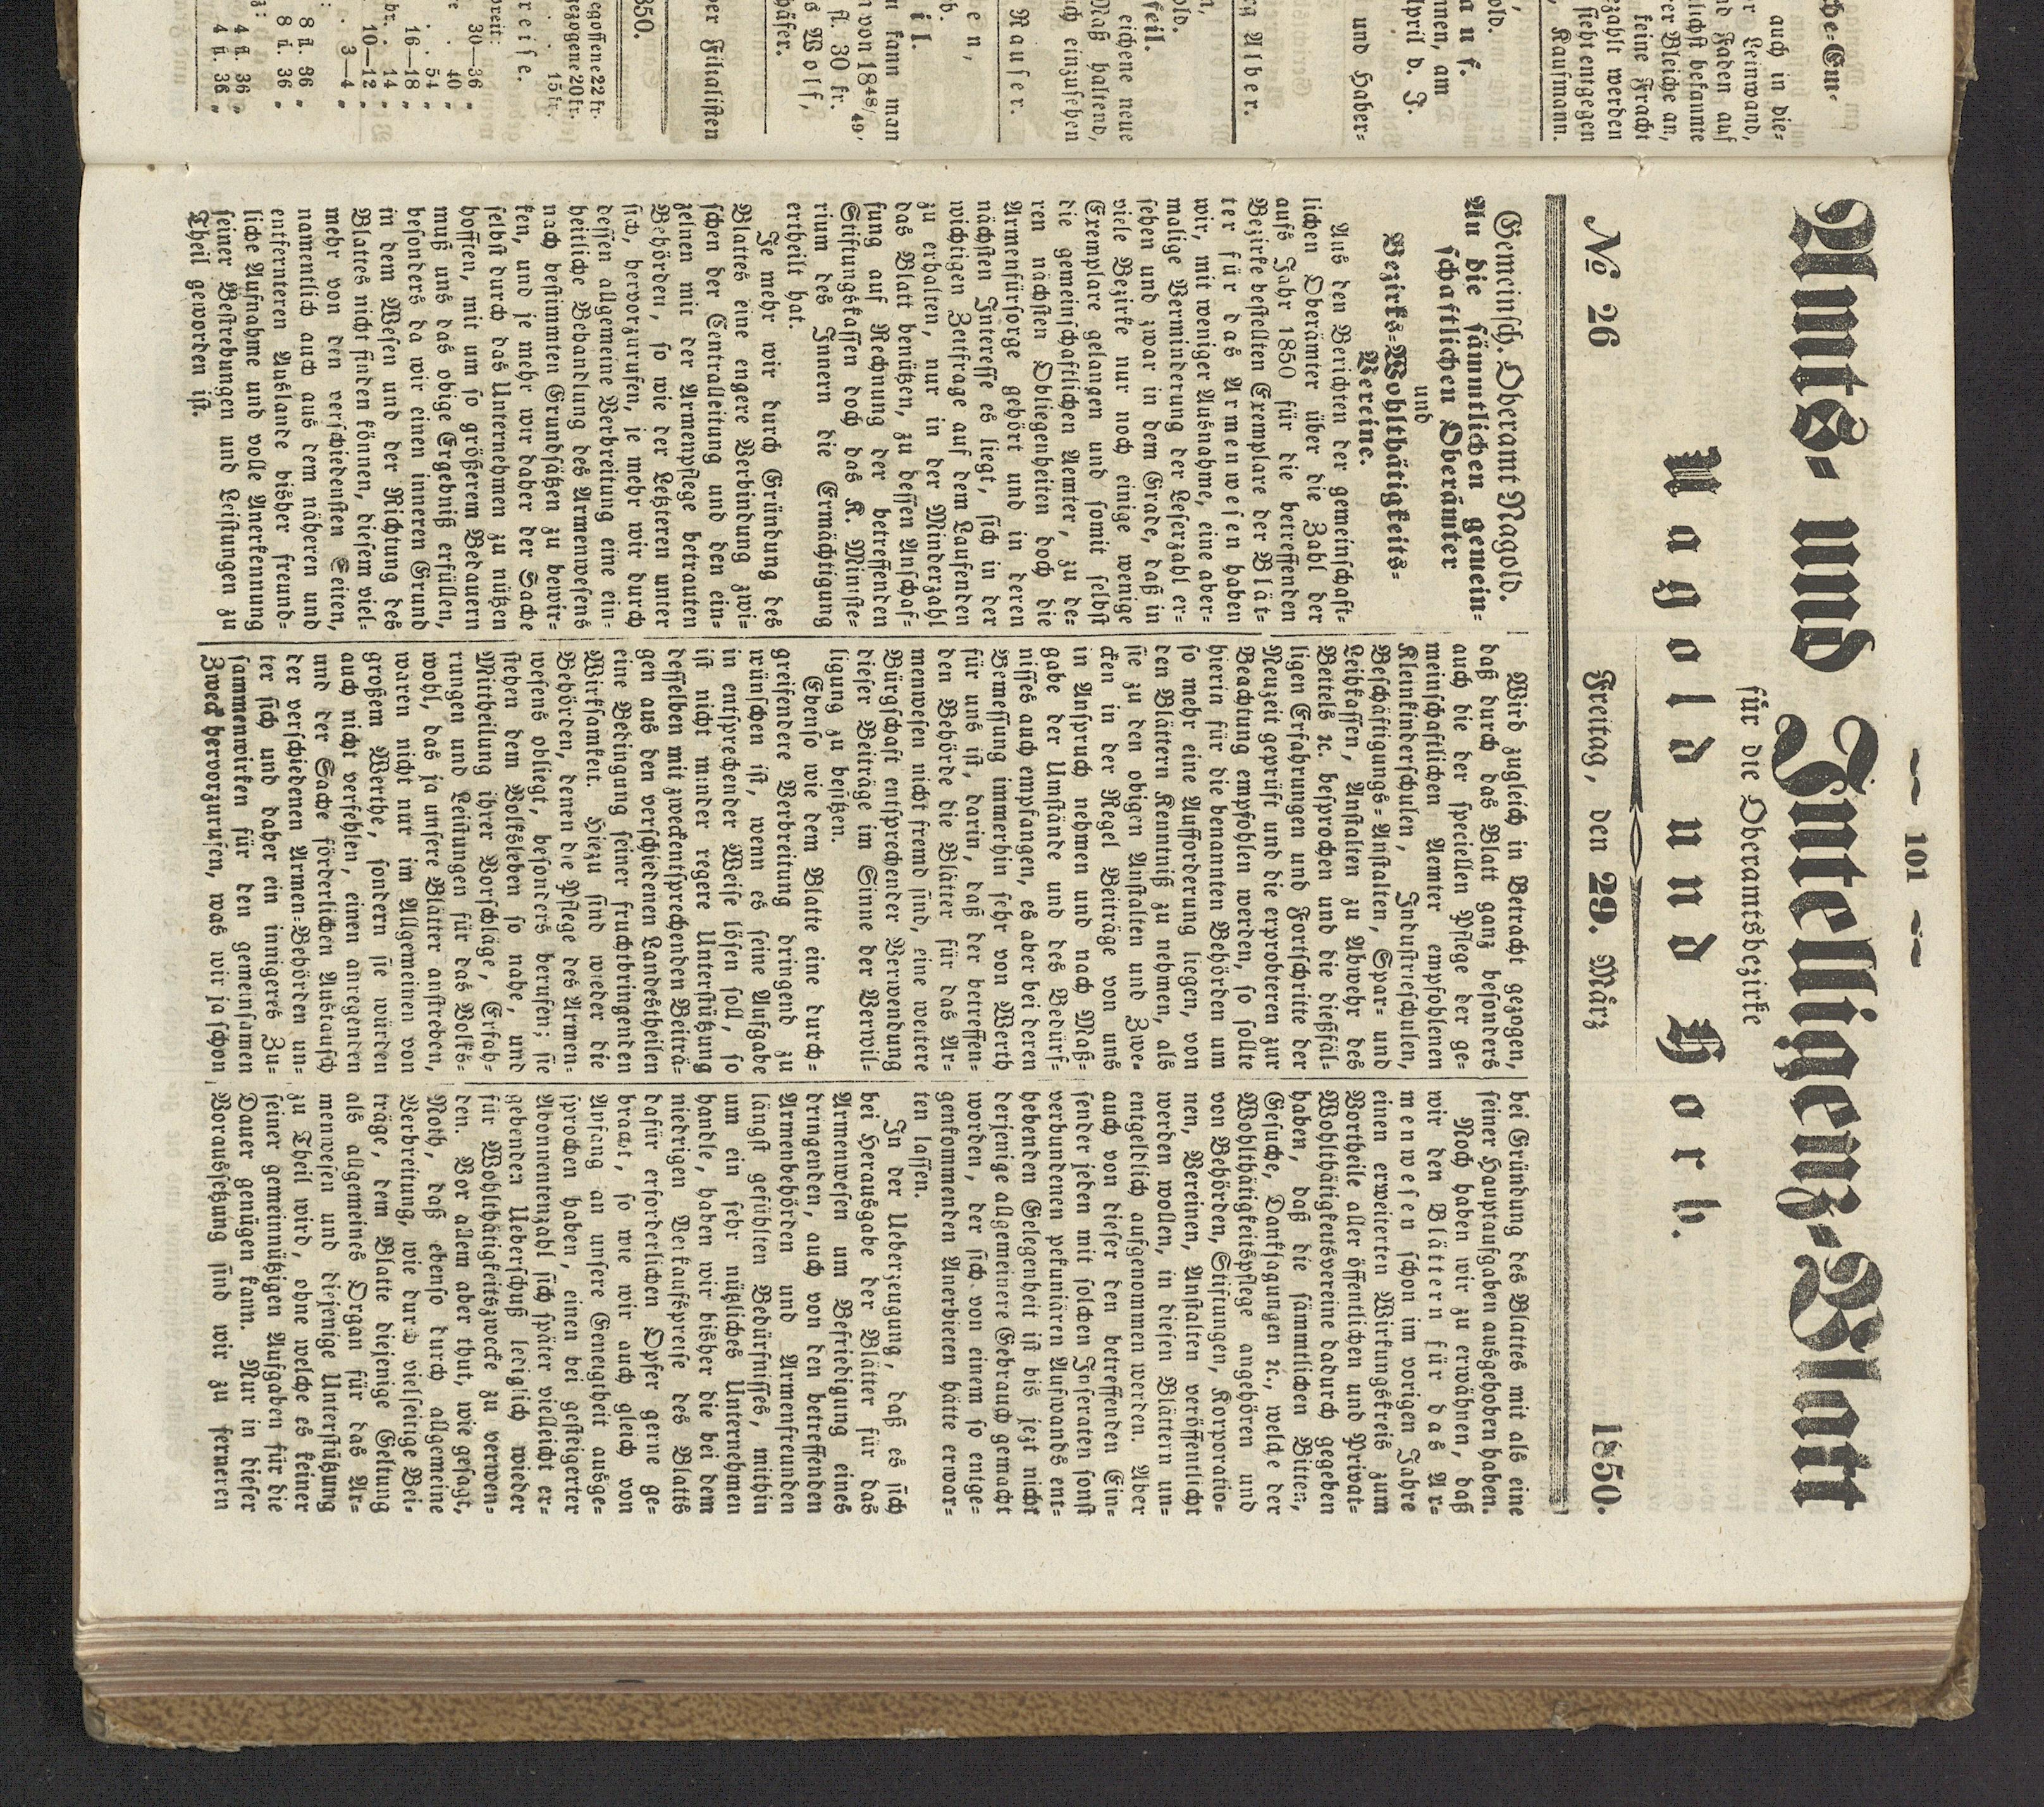 101
Amts- und Intelligenz-Blatt
für die Oberamtsbezirke
Nagold und Horb.
№ 26
Freitag, den 29. März
1850.
Gemeinsch. Oberamt Nagold.
An die sämmtlichen gemein-
schaftlichen Oberämter
und
Bezirks-Wohlthätigkeits-
Vereine.
Aus den Berichten der gemeinschaft-
lichen Oberämter über die Zahl der
aufs Jahr 1850 für die betreffenden
Bezirke bestellten Exemplare der Blät-
ter für das Armenwesen haben
wir, mit weniger Ausnahme, eine aber-
malige Verminderung der Leserzahl er-
sehen und zwar in dem Grade, daß in
viele Bezirke nur noch einige wenige
Exemplare gelangen und somit selbst
die gemeinschaftlichen Aemter, zu de-
ren nächsten Obliegenheiten doch die
Armenfürsorge gehört und in deren
nächsten Interesse es liegt, sich in der
wichtigen Zeitfrage auf dem Laufenden
zu erhalten, nur in der Minderzahl
das Blatt benützen, zu dessen Anschaf-
fung auf Rechnung der betreffenden
Stiftungskassen doch das K. Ministe-
rium des Innern die Ermächtigung
ertheilt hat.
Je mehr wir durch Gründung des
Blattes eine engere Verbindung zwi-
schen der Centralleitung und den ein-
zelnen mit der Armenpflege betrauten
Behörden, so wie der Letzteren unter
sich, hervorzurufen, je mehr wir durch
dessen allgemeine Verbreitung eine ein-
heitliche Behandlung des Armenwesens
nach bestimmten Grundsätzen zu bewir-
ken, und je mehr wir daher der Sache
selbst durch das Unternehmen zu nützen
hofften, mit um so größerem Bedauern
muß uns das obige Ergebniß erfüllen,
besonders da wir einen inneren Grund
in dem Wesen und der Richtung des
Blattes nicht finden können, diesem viel-
mehr von den verschiedensten Seiten,
namentlich auch aus dem näheren und
entfernteren Auslande bisher freund-
liche Aufnahme und volle Anerkennung
seiner Bestrebungen und Leistungen zu
Theil geworden ist.
Wird zugleich in Betracht gezogen,
daß durch das Blatt ganz besonders
auch die der speciellen Pflege der ge-
meinschaftlichen Aemter empfohlenen
Kleinkinderschulen, Industrieschulen,
Beschäftigungs-Anstalten, Spar- und
Leihkassen, Anstalten zu Abwehr des
Bettels ꝛc. besprochen und die dießfäl-
ligen Erfahrungen und Fortschritte der
Neuzeit geprüft und die erprobteren zur
Beachtung empfohlen werden, so sollte
hierin für die benannten Behörden um
so mehr eine Aufforderung liegen, von
den Blättern Kenntniß zu nehmen, als
sie zu den obigen Anstalten und Zwe-
cken in der Regel Beiträge von uns
in Anspruch nehmen und nach Maß-
gabe der Umstände und des Bedürf-
nisses auch empfangen, es aber bei deren
Bemessung immerhin sehr von Werth
für uns ist, darin, daß der betreffen-
den Behörde die Blätter für das Ar-
menwesen nicht fremd sind, eine weitere
Bürgschaft entsprechender Verwendung
dieser Beiträge im Sinne der Verwil-
ligung zu besitzen.
Ebenso wie dem Blatte eine durch-
greifendere Verbreitung dringend zu
wünschen ist, wenn es seine Aufgabe
in entsprechender Weise lösen soll, so
ist nicht minder regere Unterstützung
desselben mit zweckentsprechenden Beiträ-
gen aus den verschiedenen Landestheilen
eine Bedingung seiner fruchtbringenden
Wirksamkeit. Hiezu sind weder die
Behörden, denen die Pflege des Armen-
wesens obliegt, besonders berufen; sie
stehen dem Volksleben so nahe, und
Mittheilung ihrer Vorschläge, Erfah-
rungen und Leistungen für das Volks-
wohl, das ja unsere Blätter anstreben,
waren nicht nur im Allgemeinen von
großem Werthe, sondern sie würden
auch nicht verfehlen, einen anregenden
und der Sache förderlichen Austausch
der verschiedenen Armen-Behörden un-
ter sich und daher ein innigeres Zu-
sammenwirken für den gemeinsamen
Zweck hervorzurufen, was wir ja schon
bei Gründung des Blattes mit als eine
seiner Hauptaufgaben ausgehoben haben.
Noch haben wir zu erwähnen, daß
wir den Blättern für das Ar-
menwesen schon im vorigen Jahre
einen erweiterten Wirkungskreis zum
Vortheile aller öffentlichen und Privat-
Wohlthätigkeitsvereine dadurch gegeben
haben, daß die sämmtlichen Bitten,
Gesuche, Danksagungen ꝛc., welche der
Wohlthätigkeitspflege angehören und
von Behörden, Stiftungen, Korporatio-
nen, Vereinen, Anstalten veröffentlicht
werden wollen, in diesen Blättern un-
entgeldlich aufgenommen werden. Aber
auch von dieser den betreffenden Ein-
sender jeden mit solchen Inseraten sonst
verbundenen pekuniären Aufwands ent-
hebenden Gelegenheit ist bis jezt nicht
derjenige allgemeinere Gebrauch gemacht
worden, der sich von einem so entge-
genkommenden Anerbieten hätte erwar-
ten lassen.
In der Ueberzeugung, daß es sich
bei Herausgabe der Blätter für das
Armenwesen um Befriedigung eines
dringenden, auch von den betreffenden
Armenbehörden und Armenfreunden
längst gefühlten Bedürfnisses, mithin
um ein sehr nützliches Unternehmen
handle, haben wir bisher die bei dem
niedrigen Verkaufspreise des Blatts
dafür erforderlichen Opfer gerne ge-
bracht, so wie wir auch gleich von
Anfang an unsere Geneigtheit ausge-
sprochen haben, einen bei gesteigerter
Abonnentenzahl sich später vielleicht er-
gebenden Ueberschuß lediglich wieder
für Wohlthätigkeitszwecke zu verwen-
den. Vor allem aber thut, wie gesagt,
Noth, daß ebenso durch allgemeine
Verbreitung, wie durch vielseitige Bei-
träge, dem Blatte diejenige Geltung
als allgemeines Organ für das Ar-
menwesen und diejenige Unterstützung
zu Theil wird, ohne welche es keiner
seiner gemeinnützigen Aufgaben für die
Dauer genügen kann. Nur in dieser
Voraussetzung sind wir zu ferneren